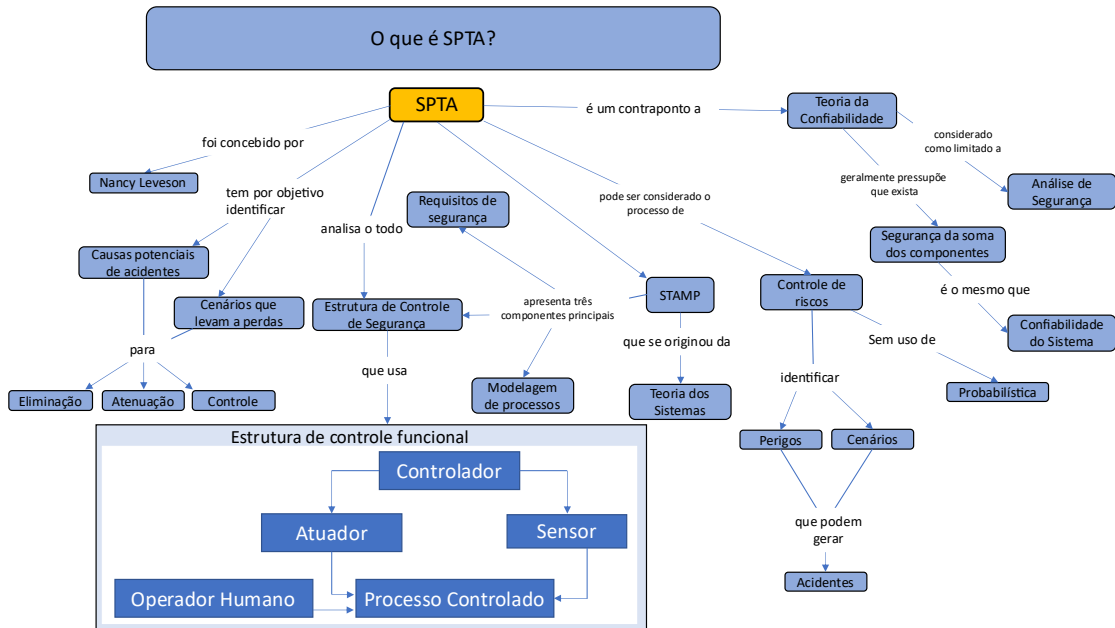 O que é SPTA?
SPTA
é um contraponto a
Teoria da
Confiabilidade
foi concebido por
considerado
como limitado a
Nancy Leveson
tem por objetivo
identificar
Requisitos de
segurança
pode ser considerado o
processo de
geralmente pressupõe
que exista
Análise de
Segurança
analisa o todo
Segurança da soma
dos componentes
Causas potenciais
de acidentes
Cenários que
levam a perdas
Estrutura de Controle
de Segurança
apresenta três
componentes principais
STAMP
Controle de
riscos
é o mesmo que
Confiabilidade
do Sistema
para
que se originou da
Sem uso de
que usa
identificar
Eliminação
Atenuação
Controle
Modelagem
de processos
Teoria dos
Sistemas
Probabilística
Estrutura de controle funcional
Perigos
Cenários
Controlador
Atuador
Sensor
que podem
gerar
Acidentes
Operador Humano
Processo Controlado